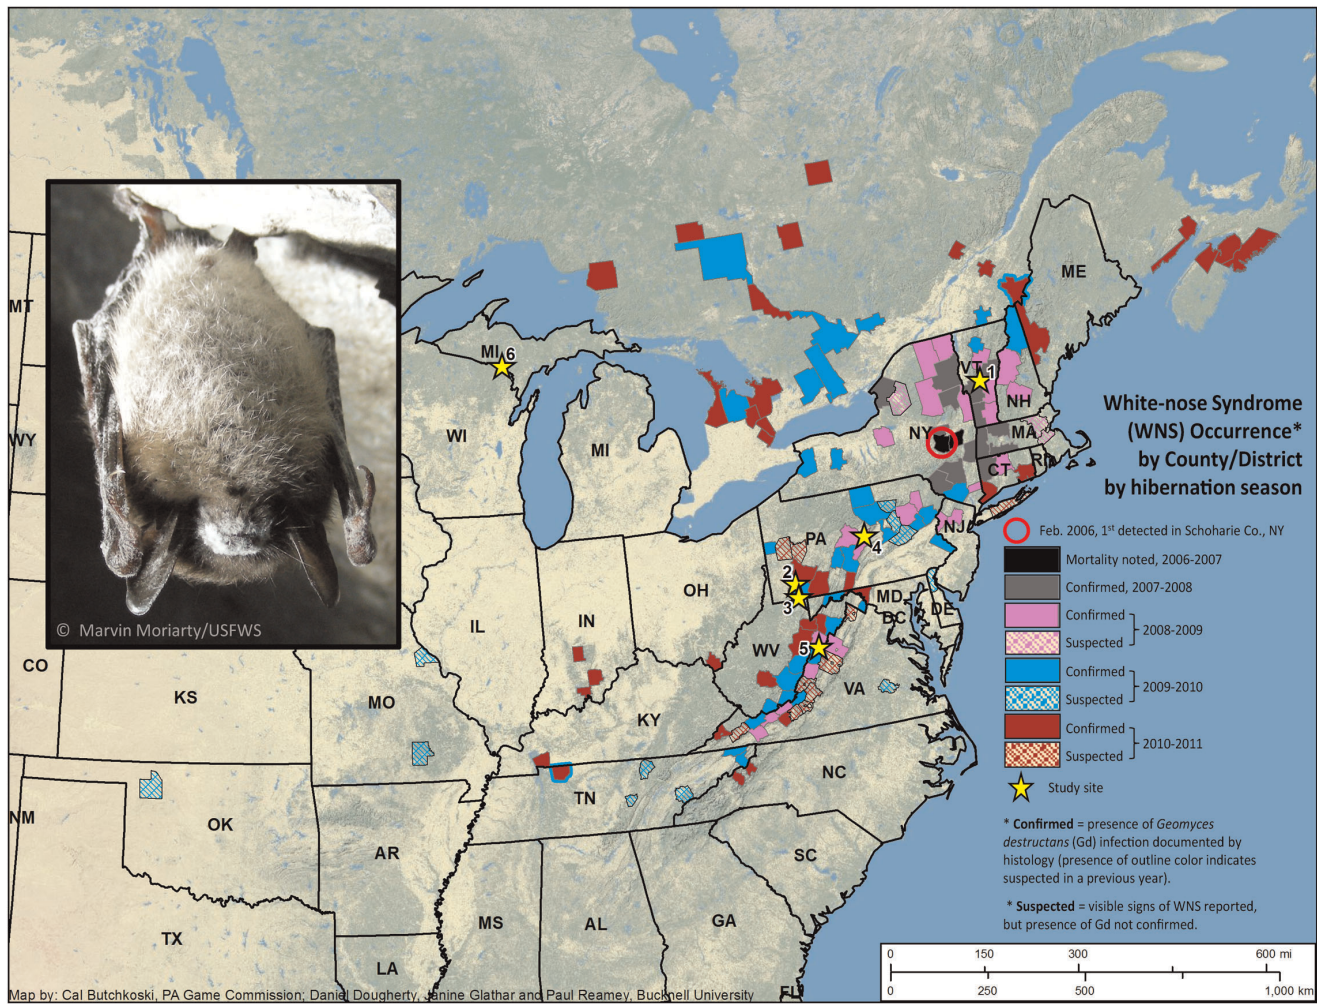 MT
WY
CO
NM
KS
OK
TX
MO
AR
LA
WI
IL
MI
6
MI
IN
OH
KY
TN
MS
AL
GA
FL
SC
NC
VA
WV
5
PA
2
3
4
MD
DC
DE
NJ
NY
CT
RI
MA
NH
VT
1
ME
© Marvin Moriarty/USFWS
White-nose Syndrome
(WNS) Occurrence*
by County/District
by hibernation season
Feb. 2006, 1st detected in Schoharie Co., NY
Mortality noted, 2006-2007
Confirmed, 2007-2008
Confirmed
2008-2009
Suspected
Confirmed
2009-2010
Suspected
Confirmed
2010-2011
Suspected
Study site
* Confirmed = presence of Geomyces
destructans (Gd) infection documented by
histology (presence of outline color indicates
suspected in a previous year).
* Suspected = visible signs of WNS reported,
but presence of Gd not confirmed.
0 150 300 600 mi
0 250 500 1,000 km
Map by: Cal Butchkoski, PA Game Commission; Daniel Dougherty, Janine Glathar and Paul Reamey, Bucknell University